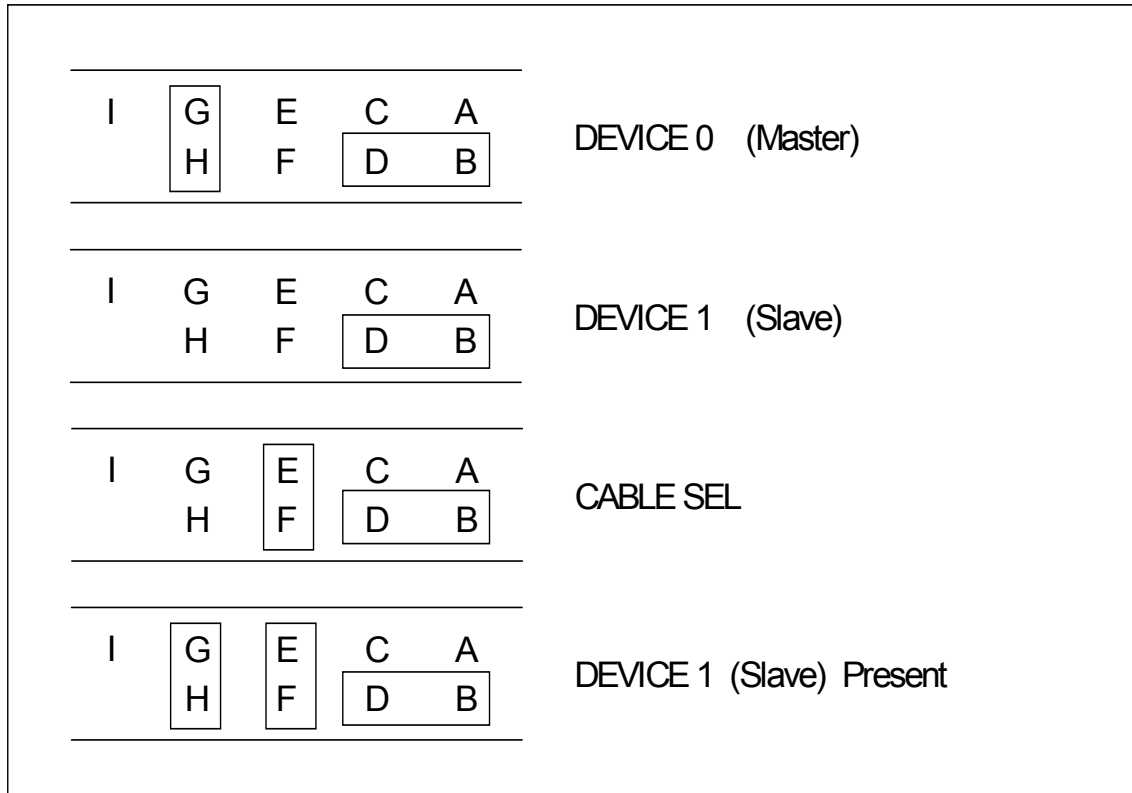 I G E C A
H F D B
DEVICE 0 (Master)
I G E C A
H F D B
DEVICE 1 (Slave)
I G E C A
H F D B
CABLE SEL
I G E C A
H F D B
DEVICE 1 (Slave) Present